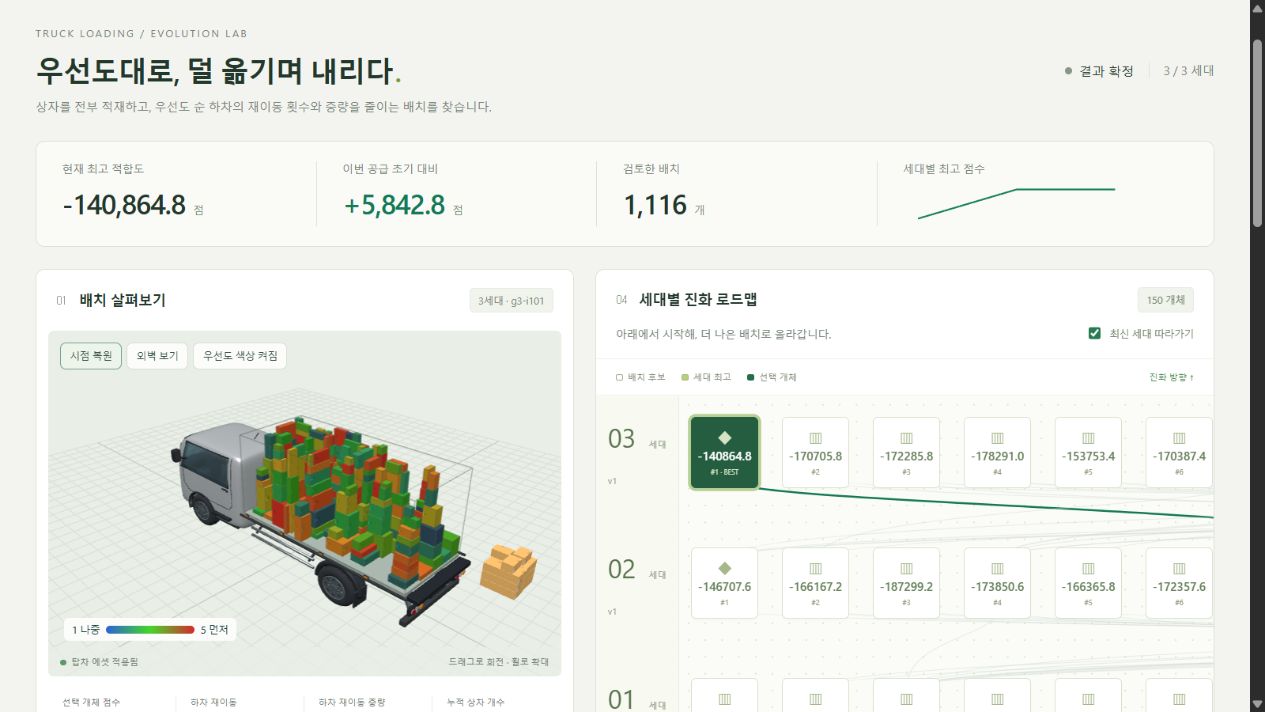 TRUCK LOADING / EVOLUTION LAB
우선도대로, 덜 옮기며 내리다.
상자를 전부 적재하고, 우선도 순 하차의 재이동 횟수와 중량을 줄이는 배치를 찾습니다.
결과 확정
3 / 3 세대
현재 최고 적합도
-140,864.8 점
이번 공급 초기 대비
+5,842.8 점
검토한 배치
1,116 개
세대별 최고 점수
01 배치 살펴보기
3세대 · g3-i101
시점 복원
외벽 보기
우선도 색상 켜짐
1 나중
5 먼저
탑차 에셋 적용됨
드래그로 회전 · 휠로 확대
선택 개체 점수
하차 재이동
하차 재이동 중량
누적 상자 개수
04 세대별 진화 로드맵
150 개체
아래에서 시작해, 더 나은 배치로 올라갑니다.
최신 세대 따라가기
배치 후보
세대 최고
선택 개체
진화 방향 ↑
03 세대
v1
-140864.8
#1 · BEST
-170705.8
#2
-172285.8
#3
-178291.0
#4
-153753.4
#5
-170387.4
#6
02 세대
v1
-146707.6
#1
-166167.2
#2
-187299.2
#3
-173850.6
#4
-166365.8
#5
-172357.6
#6
01 세대